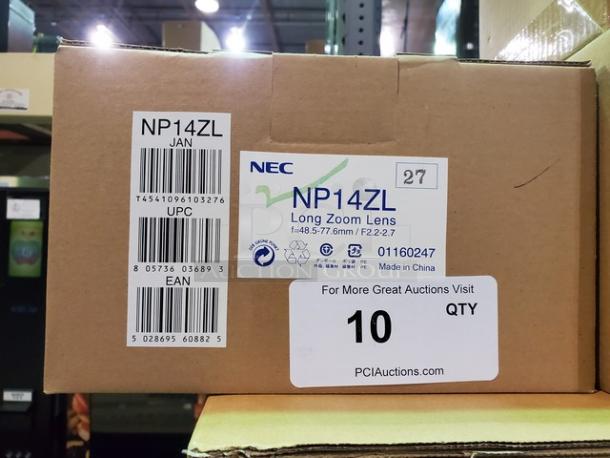 NP14ZL
JAN
T4541096103276
UPC
8 05736 03689 3
EAN
5 028695 60882 5
NEC
27
NP14ZL
Long Zoom Lens
f=48.5-77.6mm / F2.2-2.7
01160247
Made in China
AUCTION GROUP
For More Great Auctions Visit
10
QTY
PCIAuctions.com